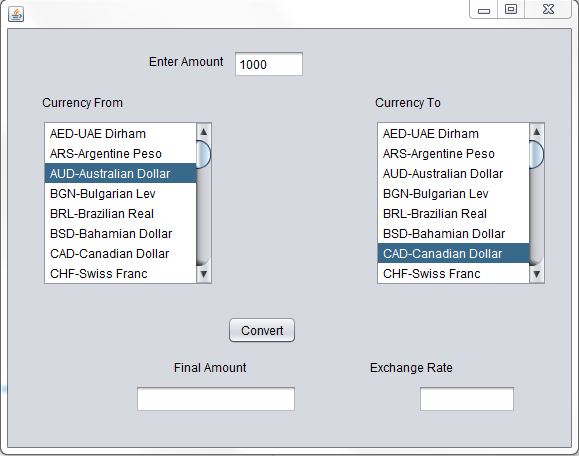 Enter Amount 1000
Currency From Currency To
AED-UAE Dirham AED-UAE Dirham
ARS-Argentine Peso ARS-Argentine Peso
AUD-Australian Dollar AUD-Australian Dollar
BGN-Bulgarian Lev BGN-Bulgarian Lev
BRL-Brazilian Real BRL-Brazilian Real
BSD-Bahamian Dollar BSD-Bahamian Dollar
CAD-Canadian Dollar CAD-Canadian Dollar
CHF-Swiss Franc CHF-Swiss Franc
Convert
Final Amount Exchange Rate